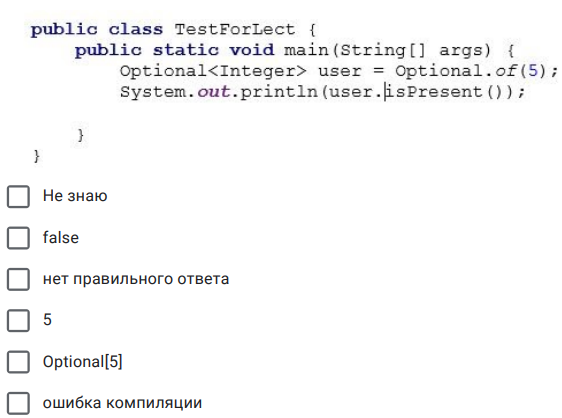 public class TestForLect {
public static void main(String[] args) {
Optional<Integer> user = Optional.of(5);
System.out.println(user.isPresent());
}
}
Не знаю
false
нет правильного ответа
5
Optional[5]
ошибка компиляции